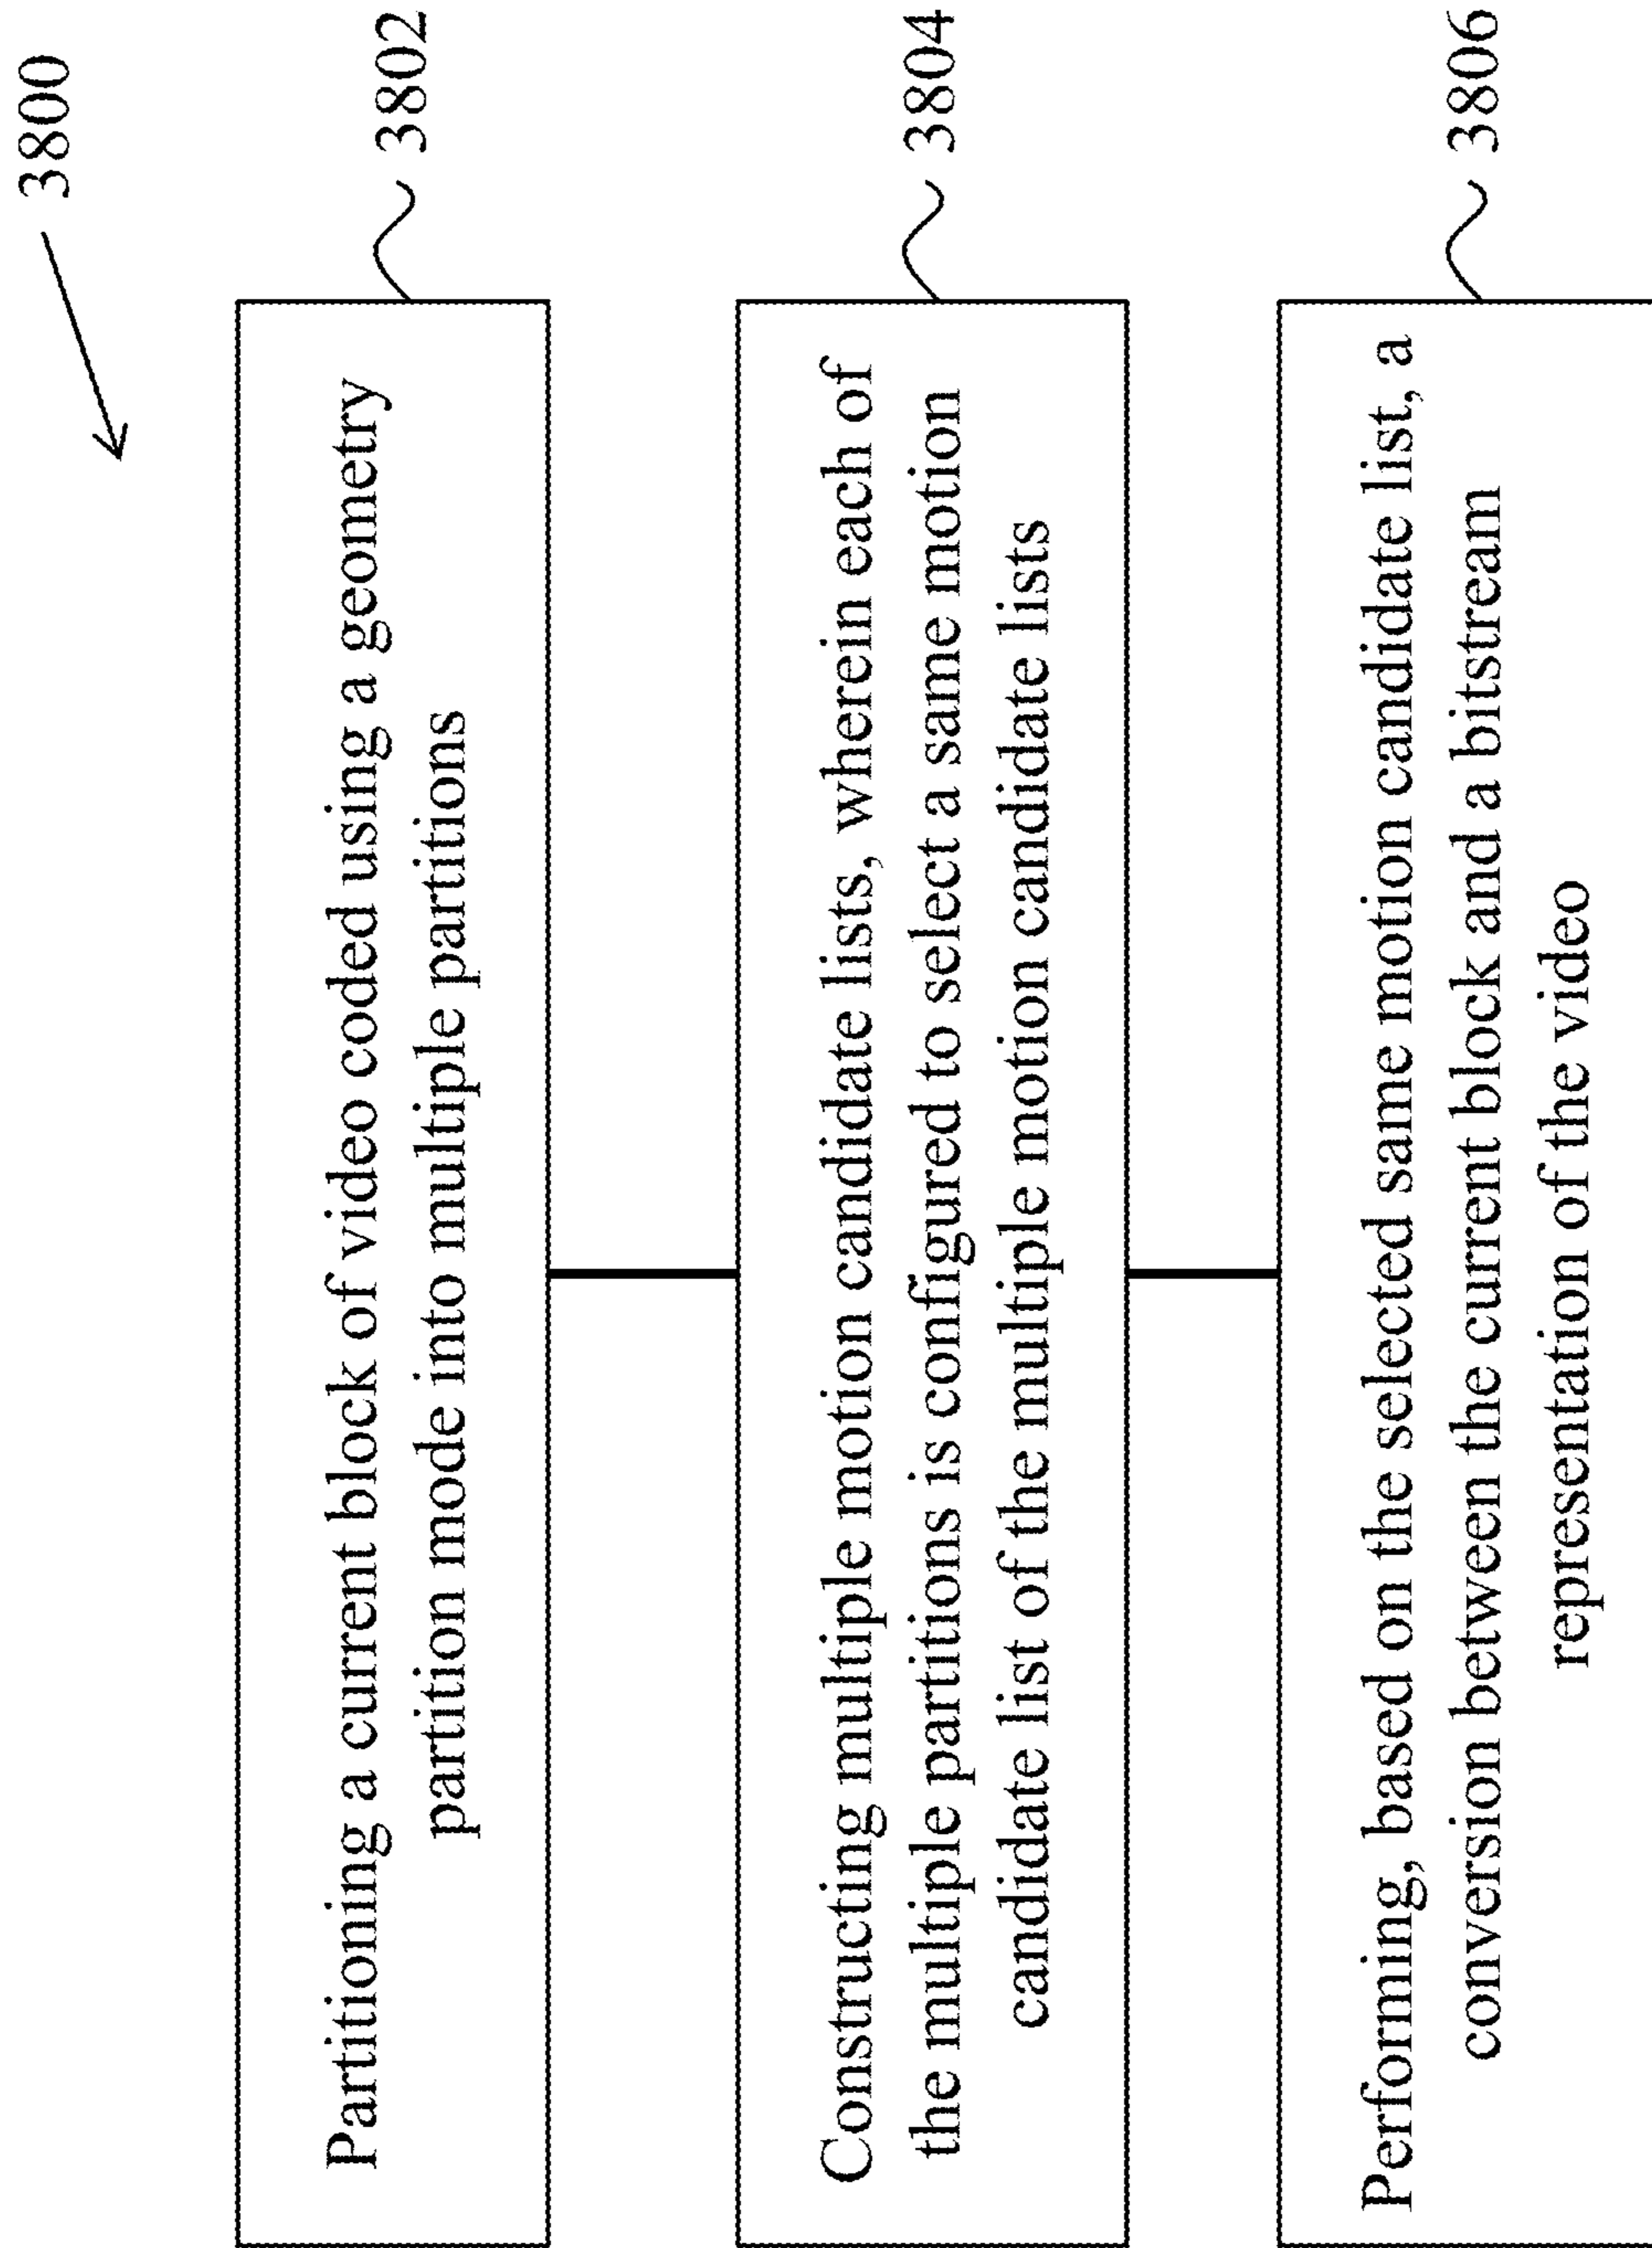 3800
Partitioning a current block of video coded using a geometry
partition mode into multiple partitions
3802
Constructing multiple motion candidate lists, wherein each of
the multiple partitions is configured to select a same motion
candidate list of the multiple motion candidate lists
3804
Performing, based on the selected same motion candidate list, a
conversion between the current block and a bitstream
representation of the video
3806